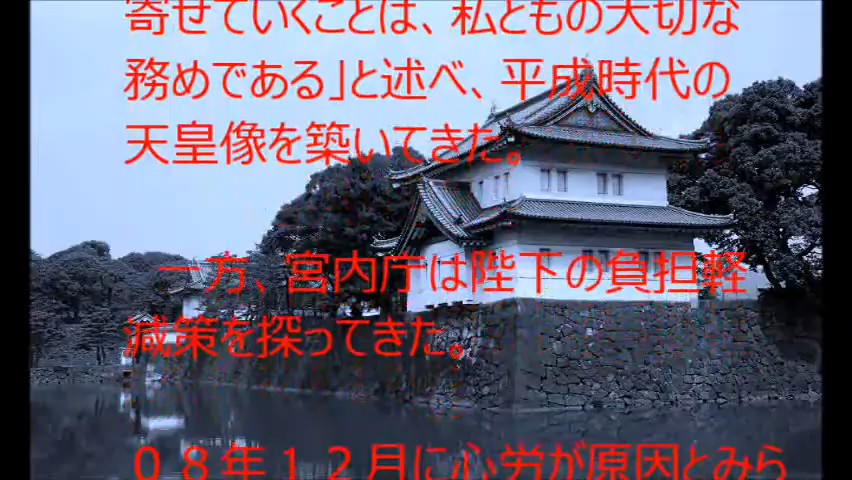 寄せていくことは、私どもの大切な
務めである」と述べ、平成時代の
天皇像を築いてきた。
一方、宮内庁は陛下の負担軽
減策を探ってきた。
０８年１２月に心労が原因とみら